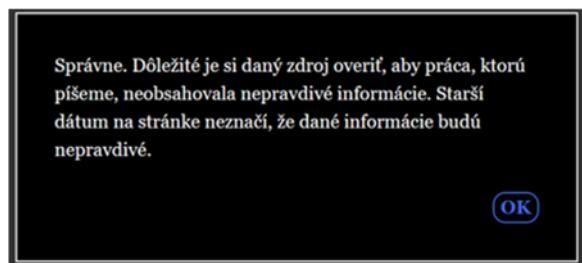 Správne. Dôležité je si daný zdroj overiť, aby práca, ktorú
píšeme, neobsahovala nepravdivé informácie. Starší
dátum na stránke neznačí, že dané informácie budú
nepravdivé.
OK